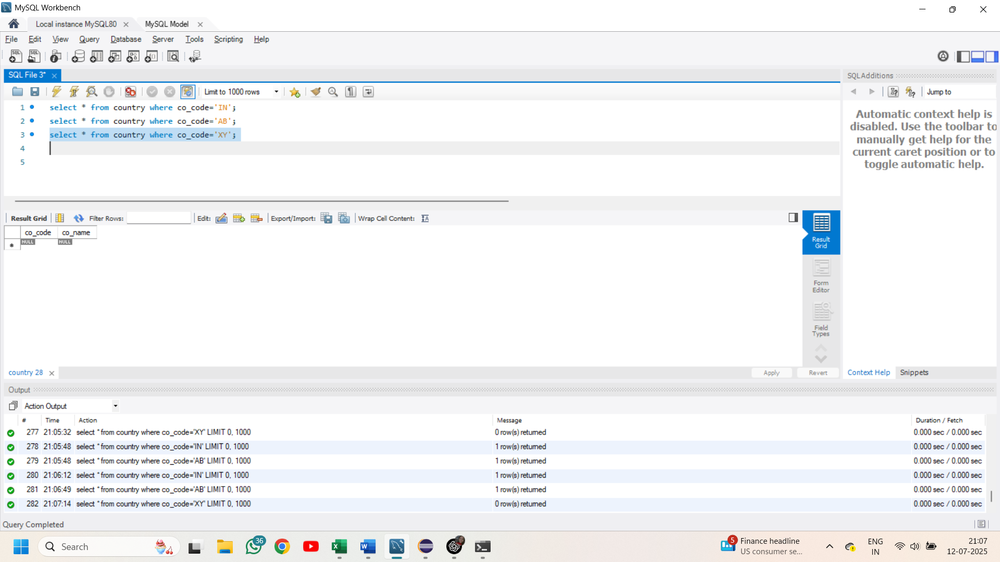 MySQL Workbench
Local instance MySQL80
MySQL Model
File Edit View Query Database Server Tools Scripting Help
SQL File 3*
SQLAdditions
Limit to 1000 rows
Jump to
1 select * from country where co_code='IN';
2 select * from country where co_code='AB';
3 select * from country where co_code='XY';
4
5
Automatic context help is
disabled. Use the toolbar to
manually get help for the
current caret position or to
toggle automatic help.
Result Grid Filter Rows: Edit: Export/Import: Wrap Cell Content:
co_code co_name
NULL NULL
Result
Grid
Form
Editor
Field
Types
country 28
Apply Revert
Context Help Snippets
Output
Action Output
# Time Action Message Duration / Fetch
277 21:05:32 select * from country where co_code='XY' LIMIT 0, 1000 0 row(s) returned 0.000 sec / 0.000 sec
278 21:05:48 select * from country where co_code='IN' LIMIT 0, 1000 1 row(s) returned 0.000 sec / 0.000 sec
279 21:05:48 select * from country where co_code='AB' LIMIT 0, 1000 1 row(s) returned 0.000 sec / 0.000 sec
280 21:06:12 select * from country where co_code='IN' LIMIT 0, 1000 1 row(s) returned 0.000 sec / 0.000 sec
281 21:06:49 select * from country where co_code='AB' LIMIT 0, 1000 1 row(s) returned 0.000 sec / 0.000 sec
282 21:07:14 select * from country where co_code='XY' LIMIT 0, 1000 0 row(s) returned 0.000 sec / 0.000 sec
Query Completed
Search
36
5
Finance headline
US consumer se...
ENG
IN
21:07
12-07-2025